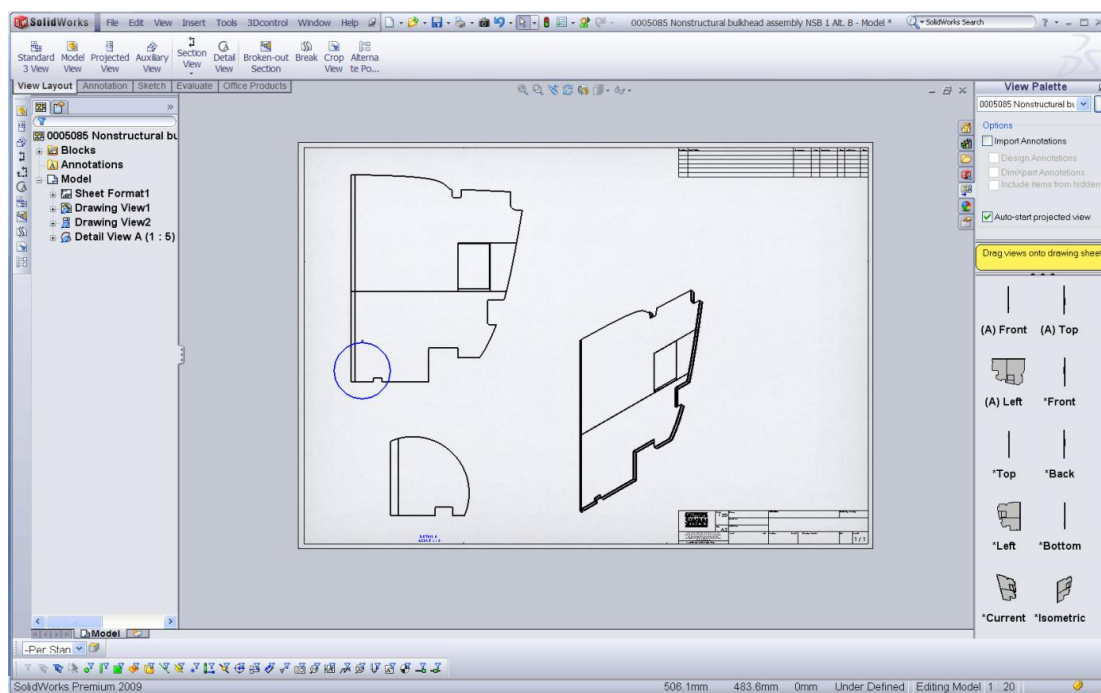 SolidWorks File Edit View Insert Tools 3Dcontrol Window Help 0005085 Nonstructural bulkhead assembly NSB 1 Alt. B - Model * SolidWorks Search
Standard 3 View
Model View
Projected View
Auxiliary View
Section View
Detail View
Broken-out Section
Break
Crop View
Alterna te Po...
View Layout Annotation Sketch Evaluate Office Products
View Palette
0005085 Nonstructural bu
Blocks
Annotations
Model
Sheet Format1
Drawing View1
Drawing View2
Detail View A (1 : 5)
0005085 Nonstructural bu
Options
Import Annotations
Design Annotations
DimXpert Annotations
Include items from hidden
Auto-start projected view
Drag views onto drawing sheet
(A) Front (A) Top
(A) Left *Front
*Top *Back
*Left *Bottom
*Current *Isometric
1 / 1
Model
-Per Stan
SolidWorks Premium 2009 506.1mm 483.6mm 0mm Under Defined Editing Model 1 : 20